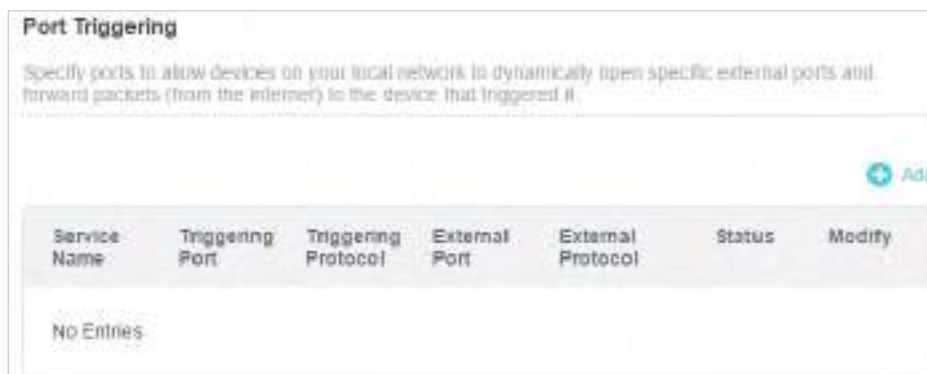 Port Triggering
Specify ports to allow devices on your local network to dynamically open specific external ports and
forward packets (from the internet) to the device that triggered it.
Add
Service Name
Triggering Port
Triggering Protocol
External Port
External Protocol
Status
Modify
No Entries